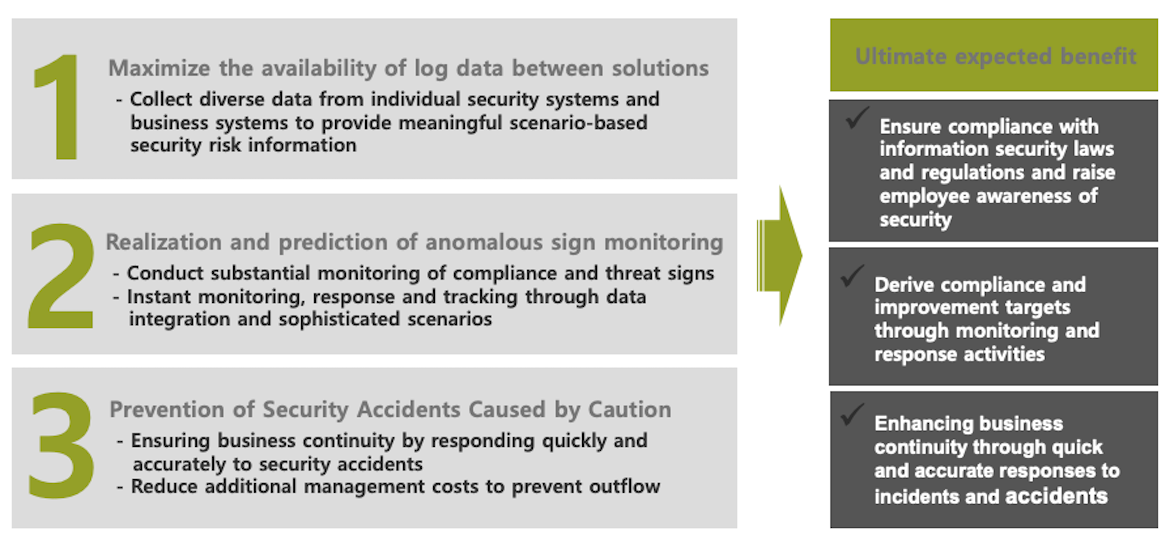 1
Maximize the availability of log data between solutions
- Collect diverse data from individual security systems and
business systems to provide meaningful scenario-based
security risk information
2
Realization and prediction of anomalous sign monitoring
- Conduct substantial monitoring of compliance and threat signs
- Instant monitoring, response and tracking through data
integration and sophisticated scenarios
3
Prevention of Security Accidents Caused by Caution
- Ensuring business continuity by responding quickly and
accurately to security accidents
- Reduce additional management costs to prevent outflow
Ultimate expected benefit
✓ Ensure compliance with
information security laws
and regulations and raise
employee awareness of
security
✓ Derive compliance and
improvement targets
through monitoring and
response activities
✓ Enhancing business
continuity through quick
and accurate responses to
incidents and accidents